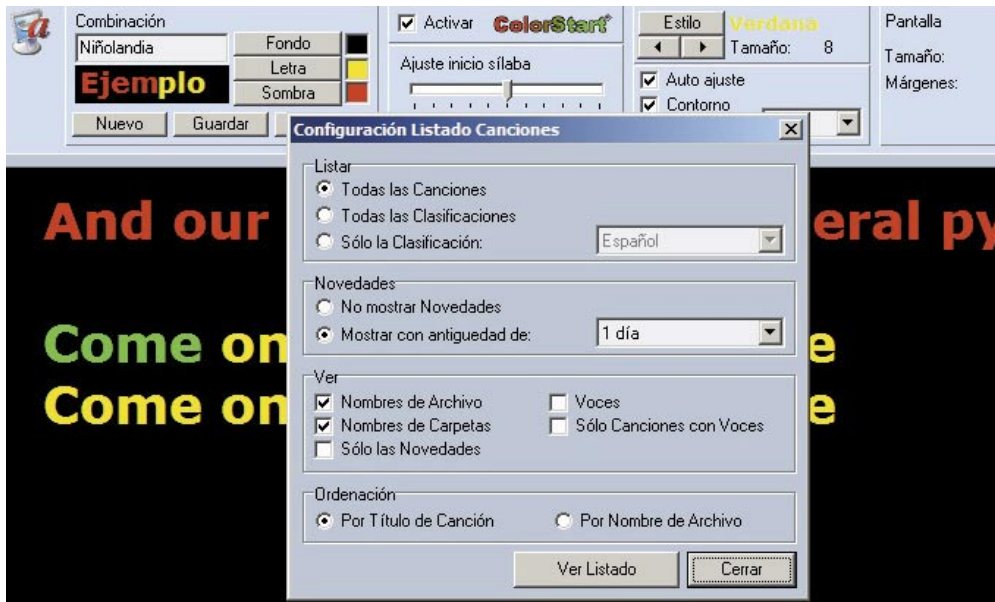 Combinación
Niñolandia
Ejemplo
Fondo
Letra
Sombra
Nuevo
Guardar
Activar ColorStart
Ajuste inicio sílaba
Estilo
Verdana
Tamaño: 8
Auto ajuste
Contorno
Pantalla
Tamaño:
Márgenes:
And our eral py
Come on e
Come on e
Configuración Listado Canciones
Listar
Todas las Canciones
Todas las Clasificaciones
Sólo la Clasificación: Español
Novedades
No mostrar Novedades
Mostrar con antiguedad de: 1 día
Ver
Nombres de Archivo
Voces
Nombres de Carpetas
Sólo Canciones con Voces
Sólo las Novedades
Ordenación
Por Título de Canción
Por Nombre de Archivo
Ver Listado
Cerrar